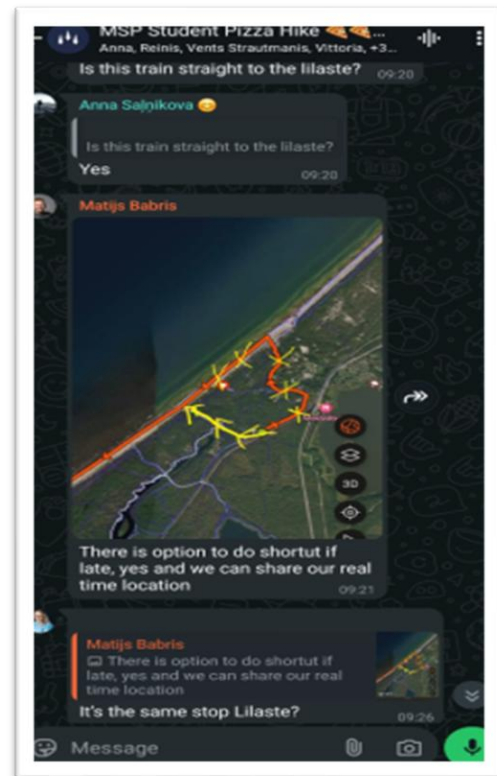 MSP Student Pizza Hike 🍕🍕...
Anna, Reinis, Vents Strautmanis, Vittoria, +3...
Is this train straight to the lilaste?
09:20
Anna Saļņikova 😊
Is this train straight to the lilaste?
Yes
09:20
Matijs Babris
3D
There is option to do shortut if
late, yes and we can share our real
time location
09:21
Matijs Babris
There is option to do shortut if
late, yes and we can share our real
time location
It's the same stop Lilaste?
09:26
Message